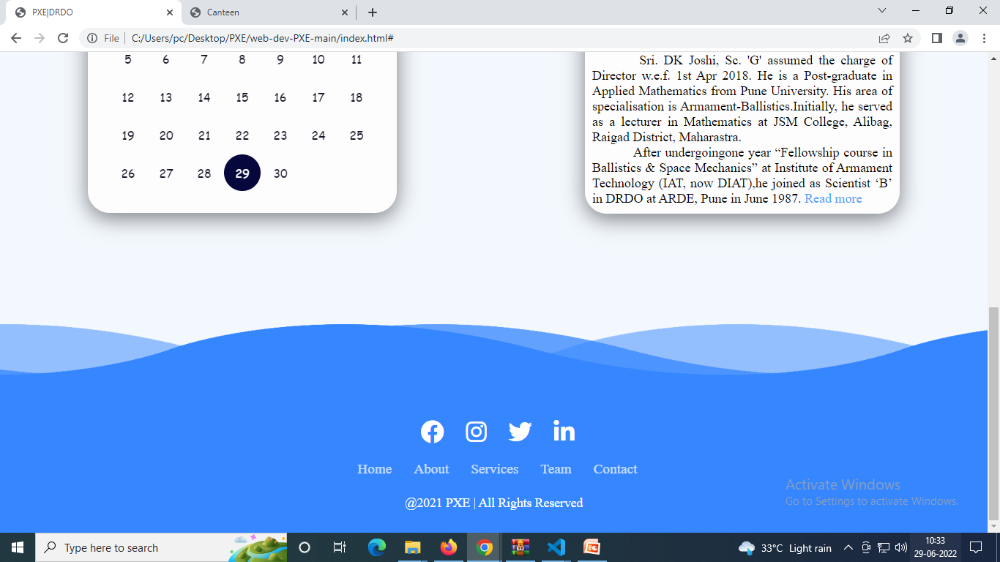 PXE|DRDO
Canteen
File
C:/Users/pc/Desktop/PXE/web-dev-PXE-main/index.html#
5 6 7 8 9 10 11
12 13 14 15 16 17 18
19 20 21 22 23 24 25
26 27 28 29 30
Sri. DK Joshi, Sc. 'G' assumed the charge of
Director w.e.f. 1st Apr 2018. He is a Post-graduate in
Applied Mathematics from Pune University. His area of
specialisation is Armament-Ballistics.Initially, he served
as a lecturer in Mathematics at JSM College, Alibag,
Raigad District, Maharastra.
After undergoingone year “Fellowship course in
Ballistics & Space Mechanics” at Institute of Armament
Technology (IAT, now DIAT),he joined as Scientist ‘B’
in DRDO at ARDE, Pune in June 1987. Read more
Home About Services Team Contact
@2021 PXE | All Rights Reserved
Activate Windows
Go to Settings to activate Windows.
Type here to search
33°C Light rain
10:33
29-06-2022